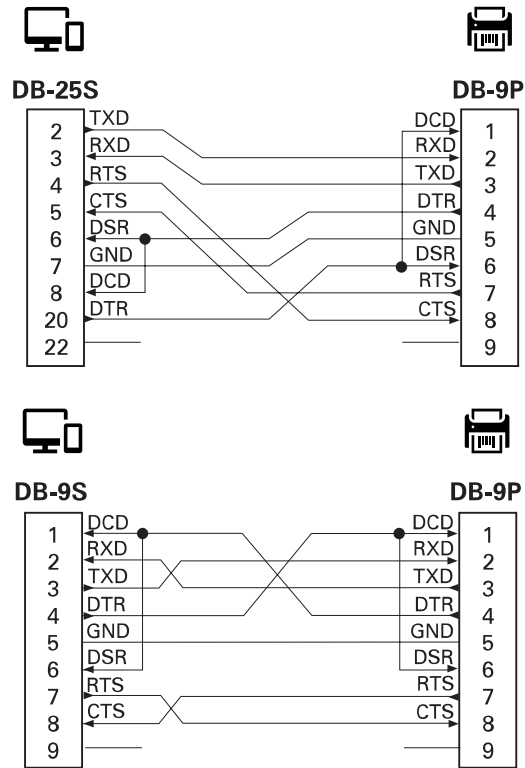 DB-25S DB-9P
2 TXD DCD 1
3 RXD RXD 2
4 RTS TXD 3
5 CTS DTR 4
6 DSR GND 5
7 GND DSR 6
8 DCD RTS 7
20 DTR CTS 8
22 9
DB-9S DB-9P
1 DCD DCD 1
2 RXD RXD 2
3 TXD TXD 3
4 DTR DTR 4
5 GND GND 5
6 DSR DSR 6
7 RTS RTS 7
8 CTS CTS 8
9 9